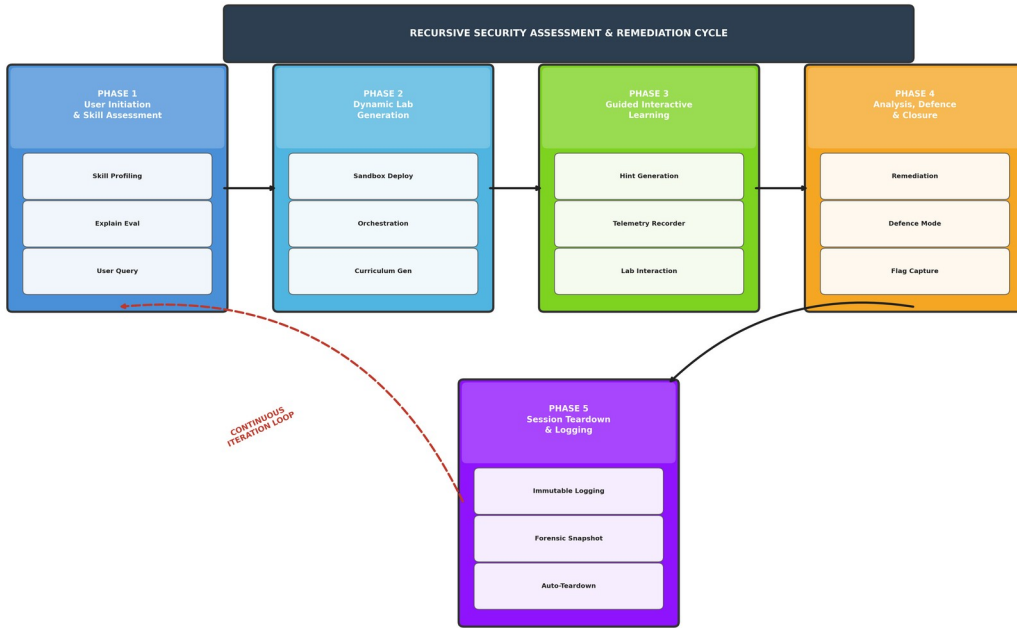 RECURSIVE SECURITY ASSESSMENT & REMEDIATION CYCLE
PHASE 1
User Initiation
& Skill Assessment
Skill Profiling
Explain Eval
User Query
PHASE 2
Dynamic Lab
Generation
Sandbox Deploy
Orchestration
Curriculum Gen
PHASE 3
Guided Interactive
Learning
Hint Generation
Telemetry Recorder
Lab Interaction
PHASE 4
Analysis, Defence
& Closure
Remediation
Defence Mode
Flag Capture
CONTINUOUS
ITERATION LOOP
PHASE 5
Session Teardown
& Logging
Immutable Logging
Forensic Snapshot
Auto-Teardown